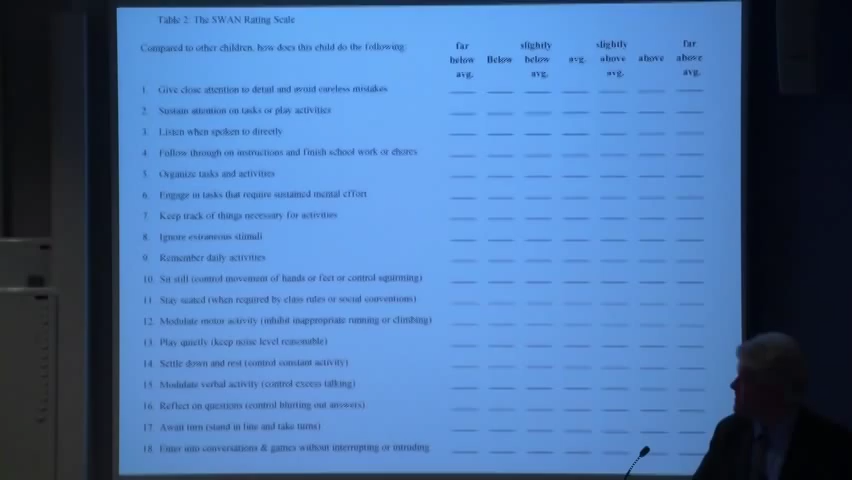 Table 2: The SWAN Rating Scale
Compared to other children, how does this child do the following:
far below avg.
Below
slightly below avg.
avg.
slightly above avg.
above
far above avg.
1. Give close attention to detail and avoid careless mistakes
2. Sustain attention on tasks or play activities
3. Listen when spoken to directly
4. Follow through on instructions and finish school work or chores
5. Organize tasks and activities
6. Engage in tasks that require sustained mental effort
7. Keep track of things necessary for activities
8. Ignore extraneous stimuli
9. Remember daily activities
10. Sit still (control movement of hands or feet or control squirming)
11. Stay seated (when required by class rules or social conventions)
12. Modulate motor activity (inhibit inappropriate running or climbing)
13. Play quietly (keep noise level reasonable)
14. Settle down and rest (control constant activity)
15. Modulate verbal activity (control excess talking)
16. Reflect on questions (control blurting out answers)
17. Await turn (stand in line and take turns)
18. Enter into conversations & games without interrupting or intruding